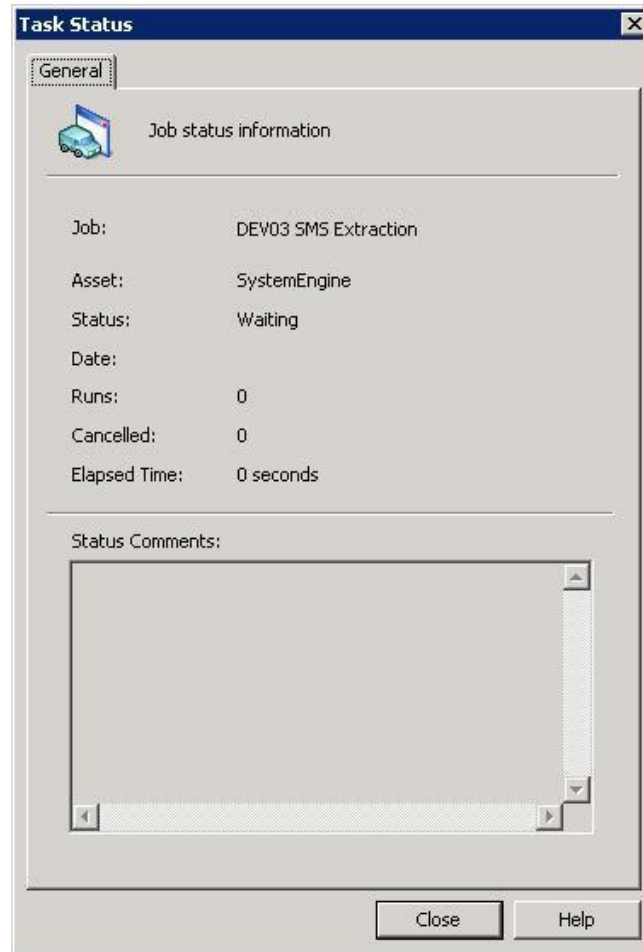 Task Status
General
Job status information
Job: DEV03 SMS Extraction
Asset: SystemEngine
Status: Waiting
Date:
Runs: 0
Cancelled: 0
Elapsed Time: 0 seconds
Status Comments:
Close Help